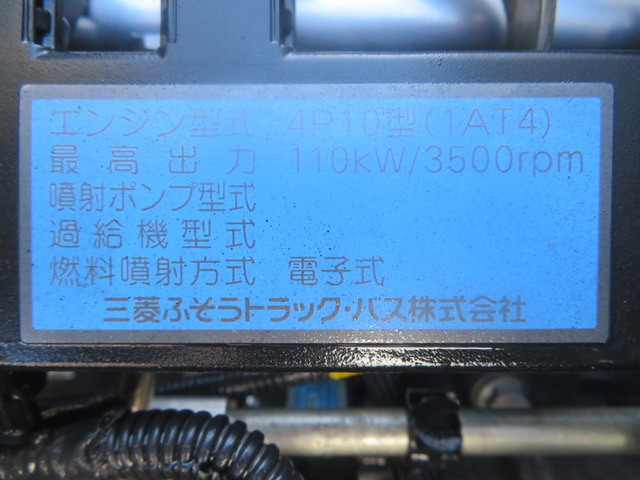 エンジン型式 4P10型(1AT4)
最高出力 110kW/3500rpm
噴射ポンプ型式
過給機型式
燃料噴射方式 電子式
三菱ふそうトラック・バス株式会社